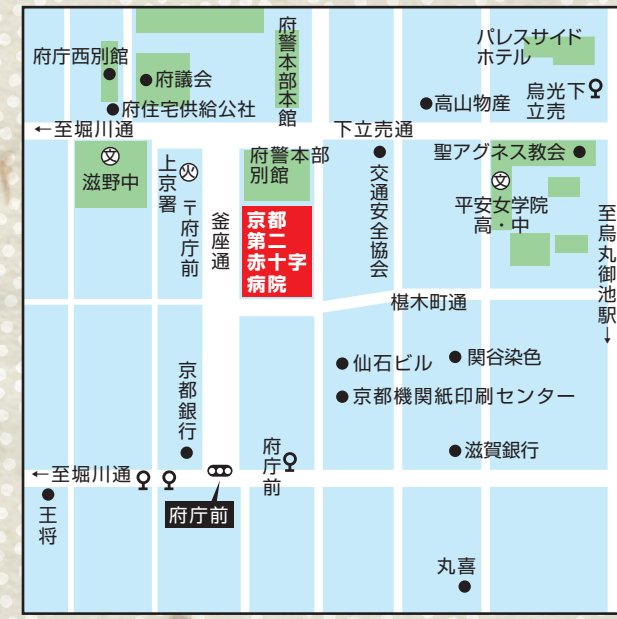 府庁西別館
府議会
府住宅供給公社
府警本部本館
パレスサイド
ホテル
烏光下
立売
高山物産
←至堀川通
下立売通
文
滋野中
上京署
火
〒府庁前
釜座通
府警本部
別館
京都
第二
赤十字
病院
交通安全協会
聖アグネス教会
文
平安女学院
高・中
至烏丸御池駅→
椹木町通
仙石ビル
関谷染色
京都機関紙印刷センター
京都銀行
滋賀銀行
←至堀川通
府庁前
府庁前
王将
丸喜